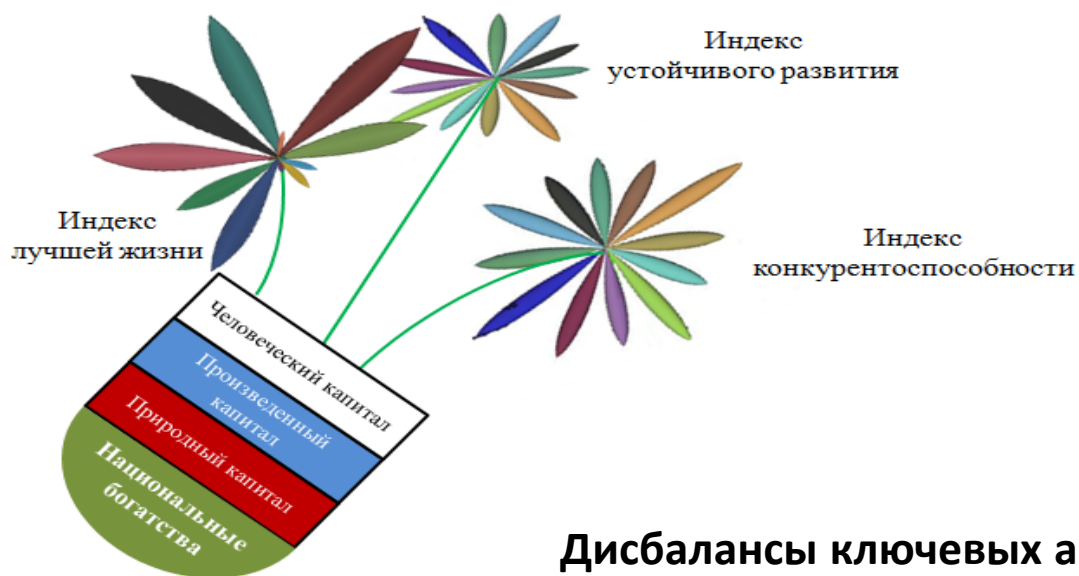 Индекс
устойчивого развития
Индекс
лучшей жизни
Индекс
конкурентоспособности
Человеческий капитал
Произведенный
капитал
Природный капитал
Национальные
богатства
Дисбалансы ключевых а